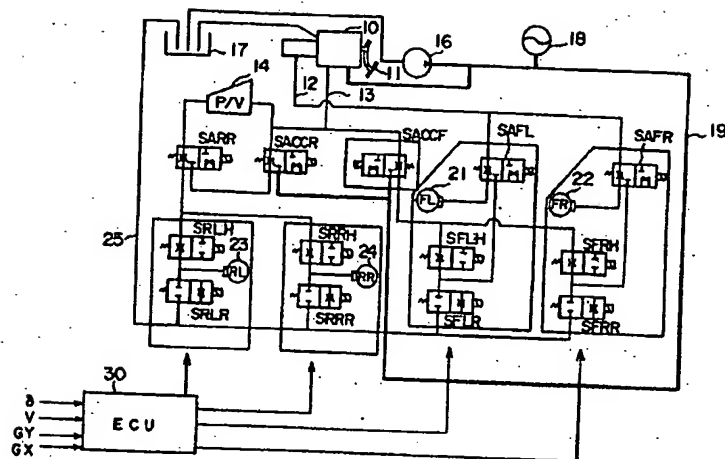 10
16
18
17
11
14
12
13
P/V
SARR
SACCR
SACCF
SAFL
SAFR
19
21
FL
22
FR
25
SRLH
23
SRRH
24
RL
RR
SFLH
SFRH
SRLR
SRRR
SFLR
SFRR
30
δ
V
GY
GX
ECU